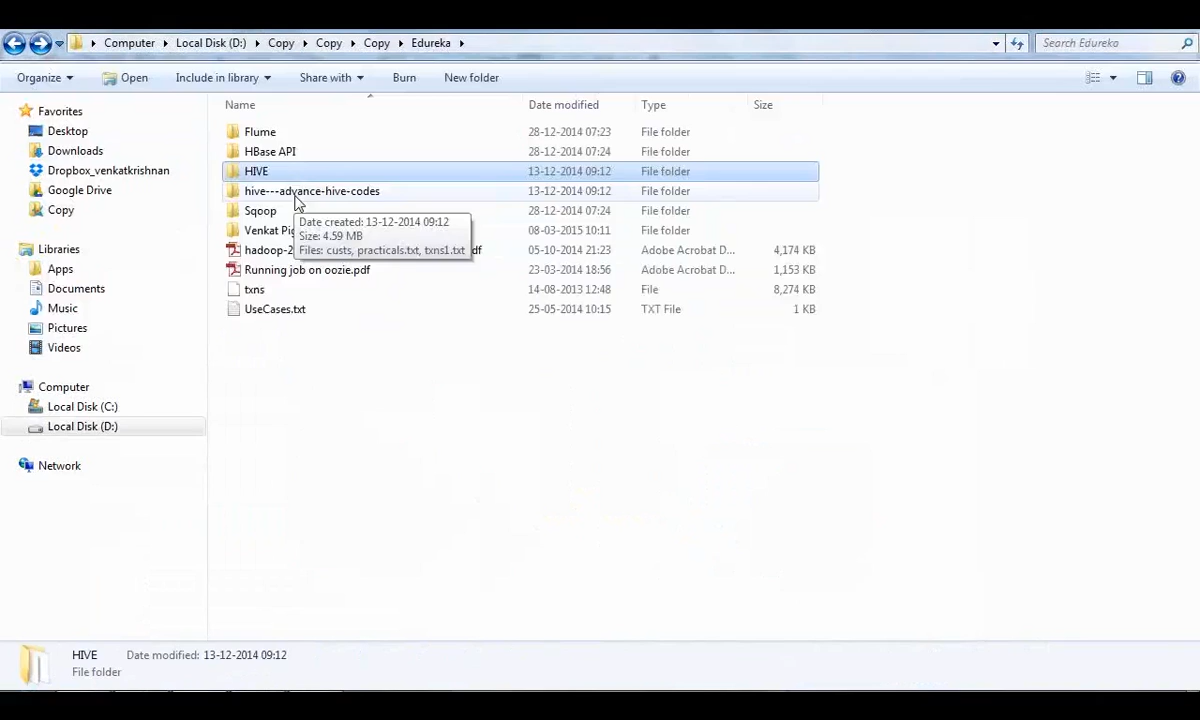 Computer Local Disk (D:) Copy Copy Copy Edureka Search Edureka
Organize Open Include in library Share with Burn New folder
Name Date modified Type Size
Favorites
Desktop
Downloads
Dropbox_venkatkrishnan
Google Drive
Copy
Libraries
Apps
Documents
Music
Pictures
Videos
Computer
Local Disk (C:)
Local Disk (D:)
Network
Flume 28-12-2014 07:23 File folder
HBase API 28-12-2014 07:24 File folder
HIVE 13-12-2014 09:12 File folder
hive---advance-hive-codes 13-12-2014 09:12 File folder
Sqoop 28-12-2014 07:24 File folder
Venkat 08-03-2015 10:11 File folder
hadoop-2 df 05-10-2014 21:23 Adobe Acrobat D... 4,174 KB
Running job on oozie.pdf 23-03-2014 18:56 Adobe Acrobat D... 1,153 KB
txns 14-08-2013 12:48 File 8,274 KB
UseCases.txt 25-05-2014 10:15 TXT File 1 KB
Date created: 13-12-2014 09:12
Size: 4.59 MB
Files: custs, practicals.txt, txns1.txt
HIVE Date modified: 13-12-2014 09:12
File folder